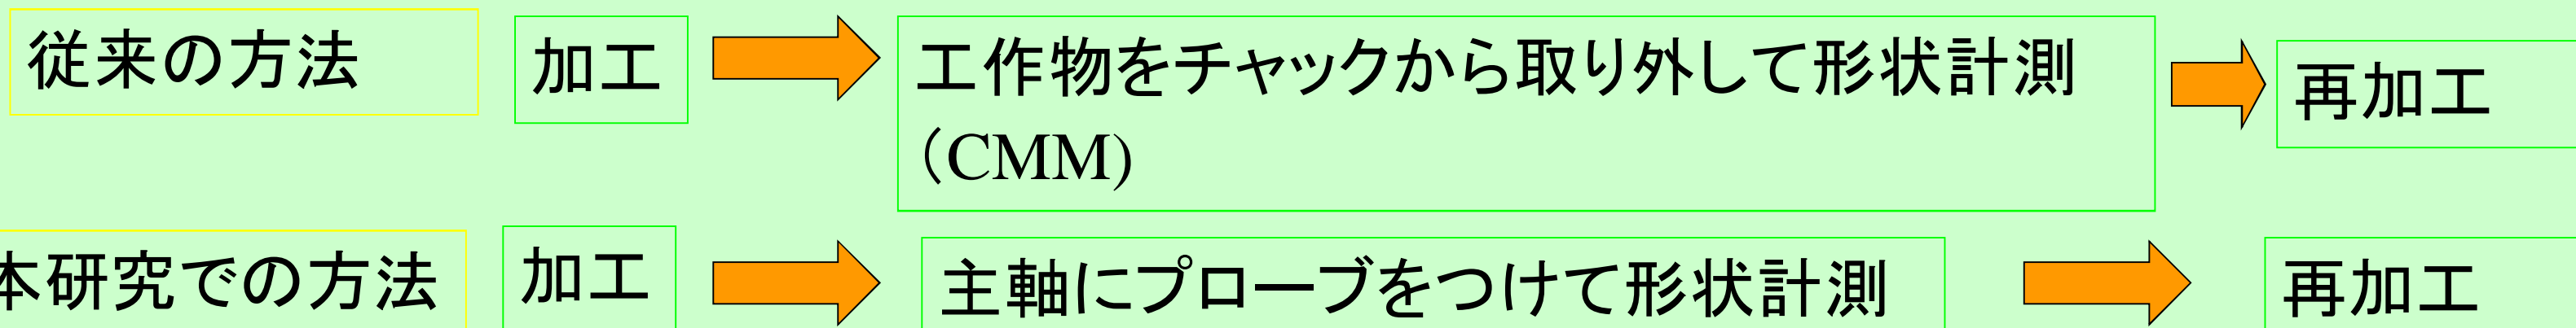 従来の方法
加工
工作物をチャックから取り外して形状計測
（CMM)
再加工
本研究での方法
加工
主軸にプローブをつけて形状計測
再加工